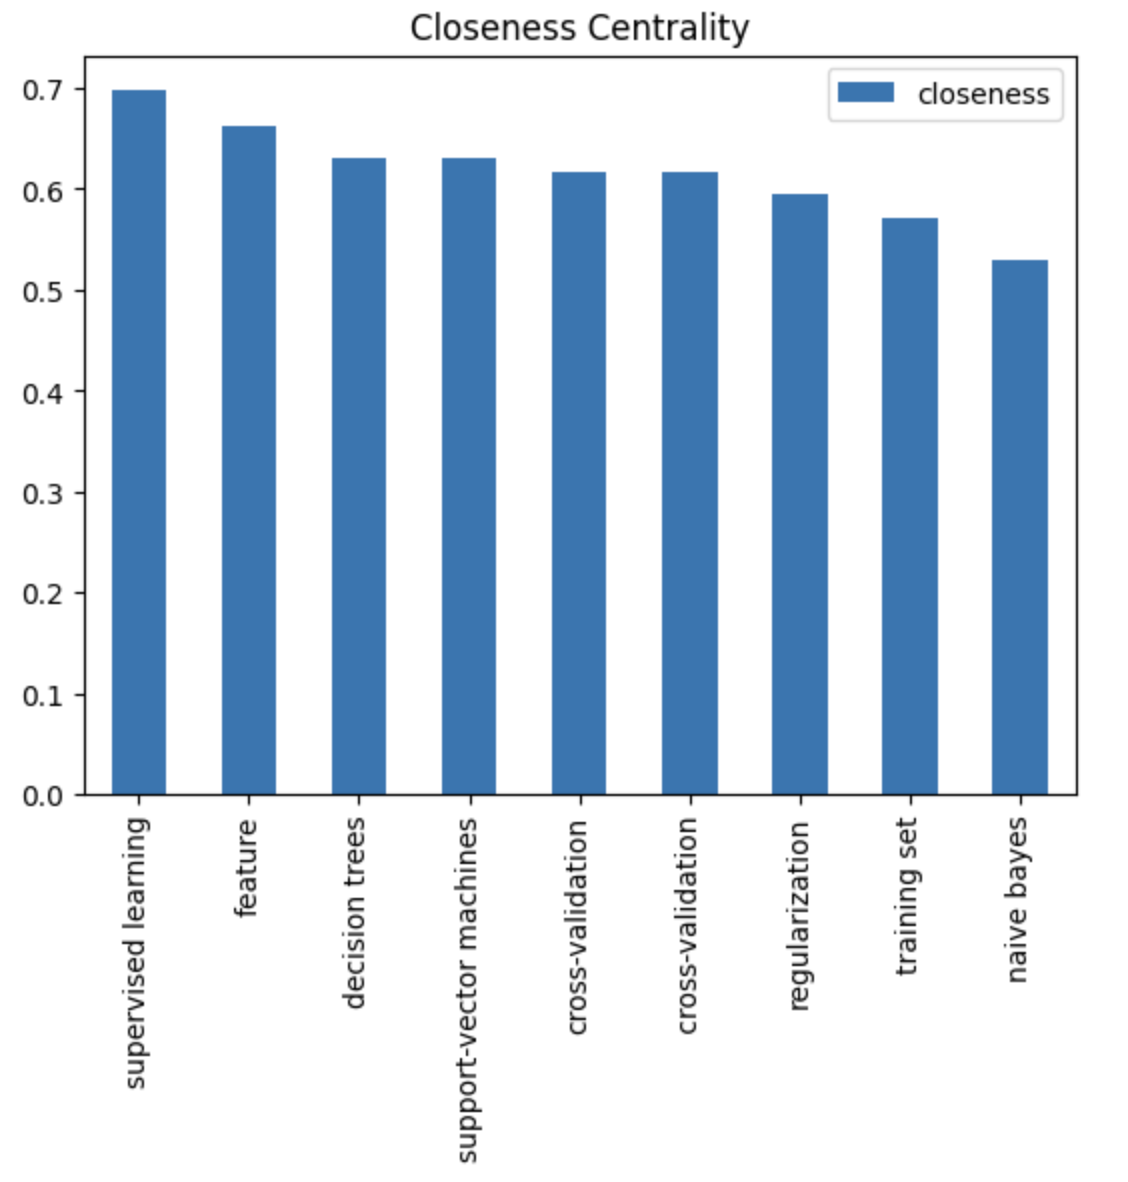 Closeness Centrality
closeness
0.7
0.6
0.5
0.4
0.3
0.2
0.1
0.0
supervised learning
feature
decision trees
support-vector machines
cross-validation
cross-validation
regularization
training set
naive bayes